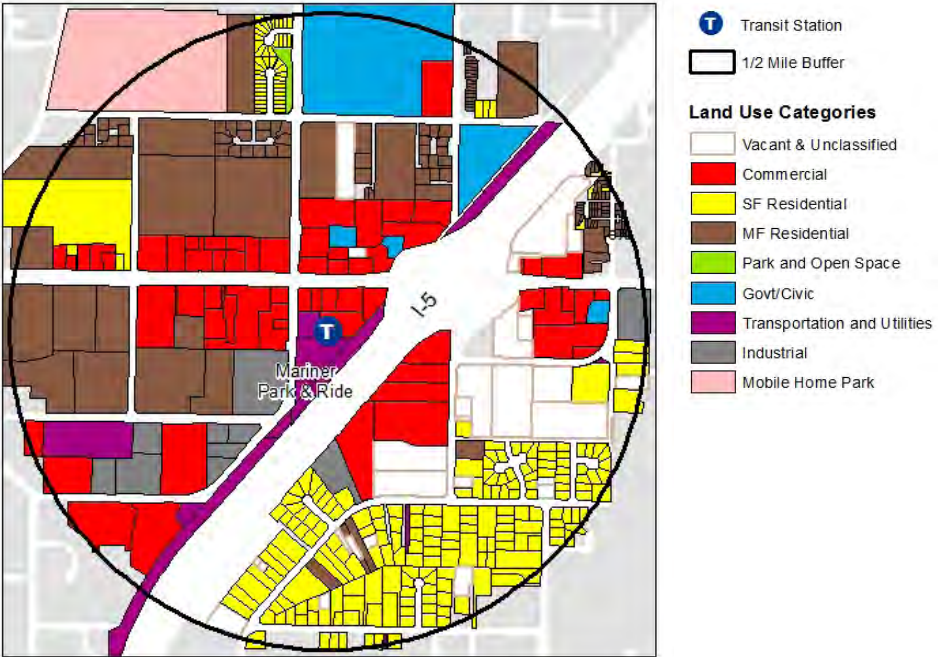 T Transit Station
1/2 Mile Buffer
Land Use Categories
Vacant & Unclassified
Commercial
SF Residential
MF Residential
Park and Open Space
Govt/Civic
Transportation and Utilities
Industrial
Mobile Home Park
I-5
T
Mariner
Park & Ride